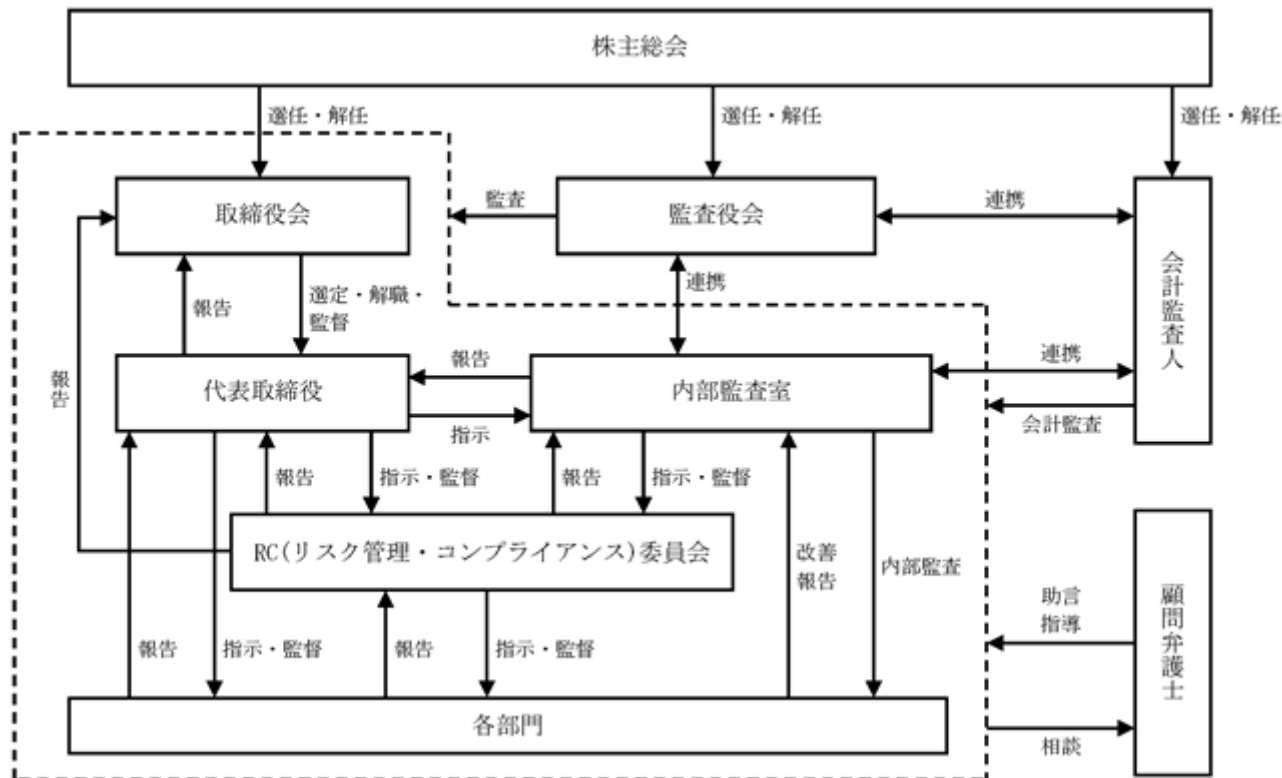 株主総会
選任・解任
選任・解任
選任・解任
取締役会
監査
監査役会
連携
会計監査人
報告
選定・解職・
監督
連携
報告
代表取締役
報告
指示
内部監査室
連携
会計監査
報告
指示・監督
報告
指示・監督
RC(リスク管理・コンプライアンス)委員会
改善
報告
内部監査
助言
指導
顧問弁護士
報告
指示・監督
報告
指示・監督
各部門
相談